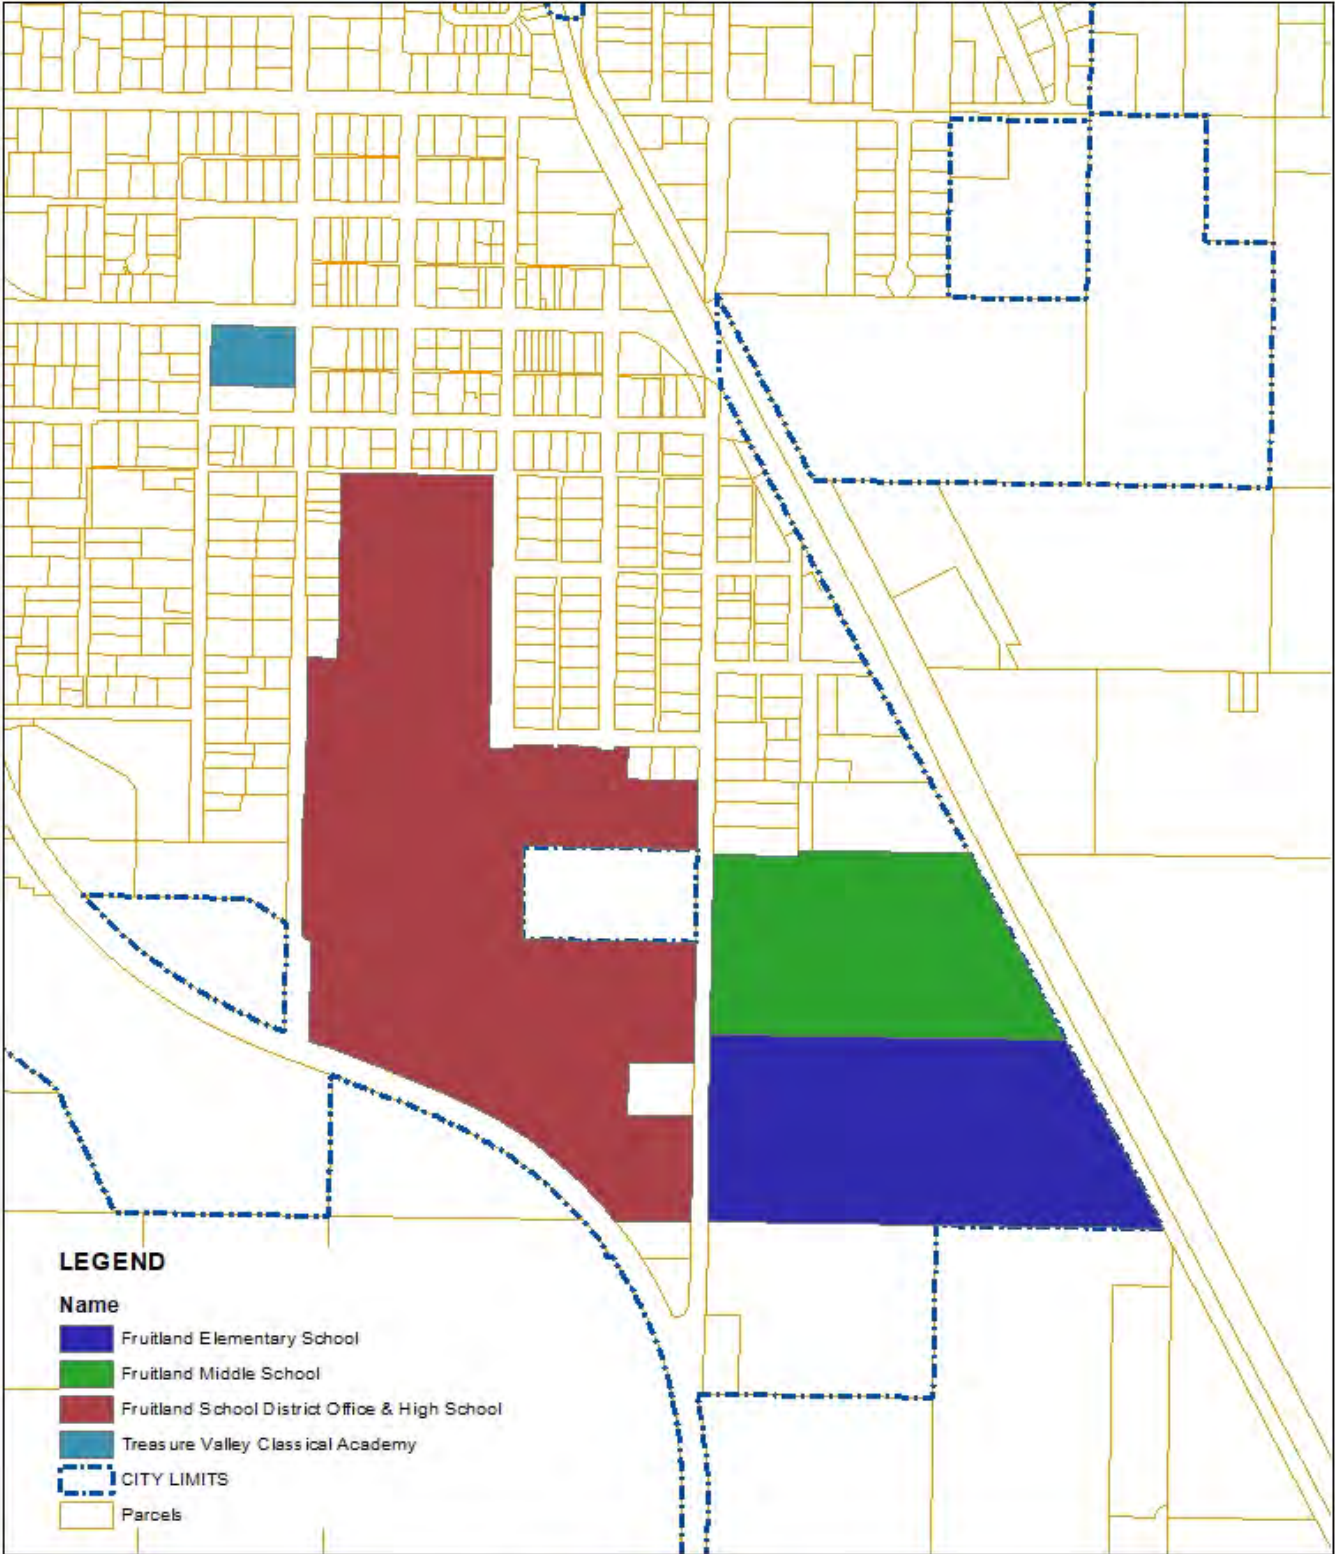 LEGEND
Name
Fruitland Elementary School
Fruitland Middle School
Fruitland School District Office & High School
Treasure Valley Classical Academy
CITY LIMITS
Parcels